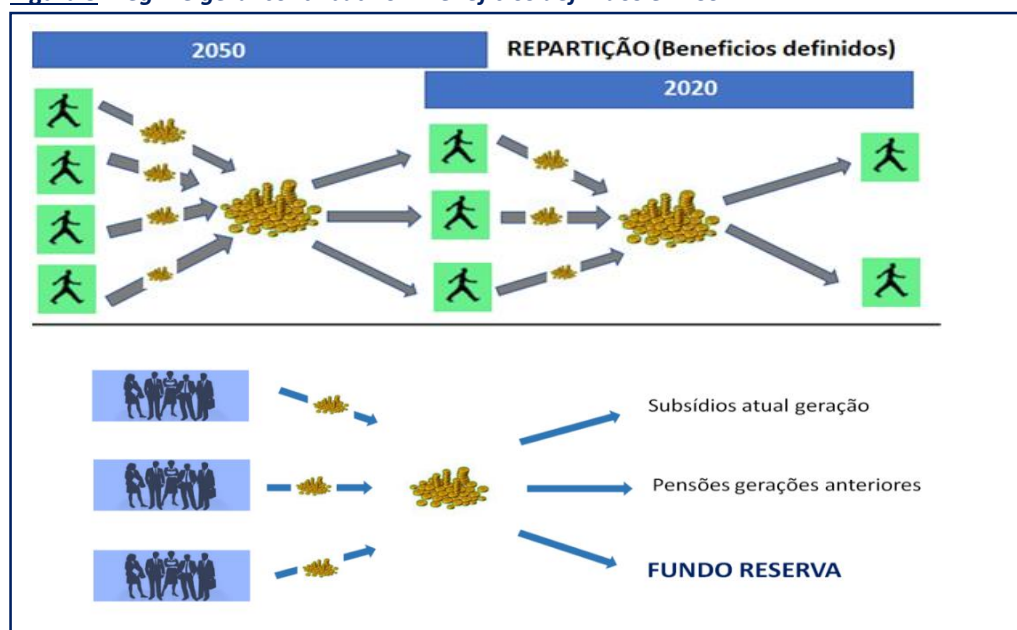 2050
REPARTIÇÃO (Beneficios definidos)
2020
Subsídios atual geração
Pensões gerações anteriores
FUNDO RESERVA